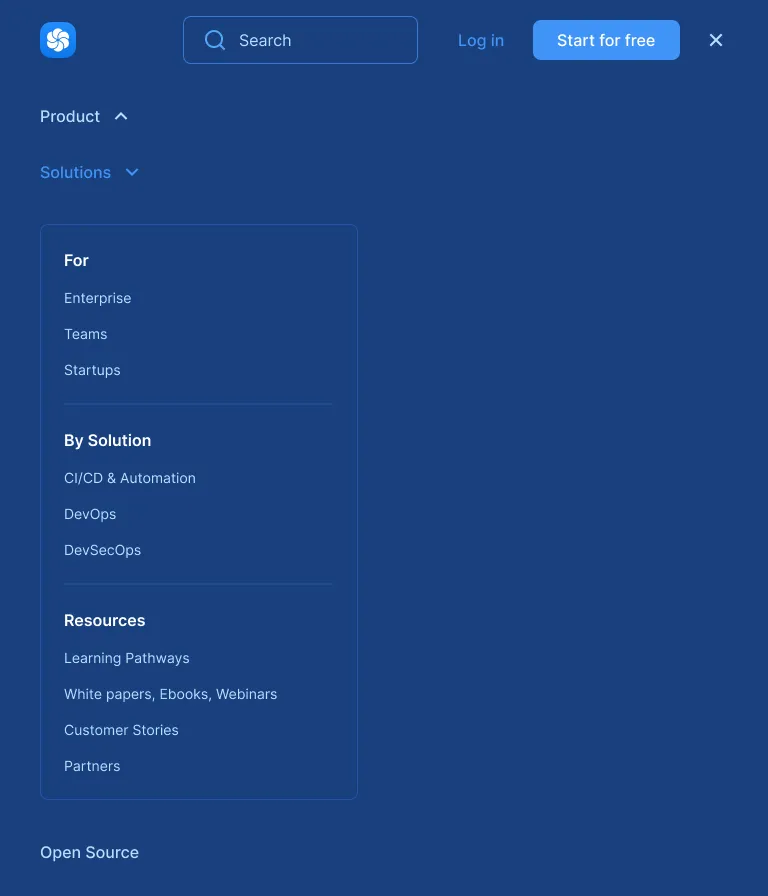 Search
Log in
Start for free
Product
Solutions
For
Enterprise
Teams
Startups
By Solution
CI/CD & Automation
DevOps
DevSecOps
Resources
Learning Pathways
White papers, Ebooks, Webinars
Customer Stories
Partners
Open Source